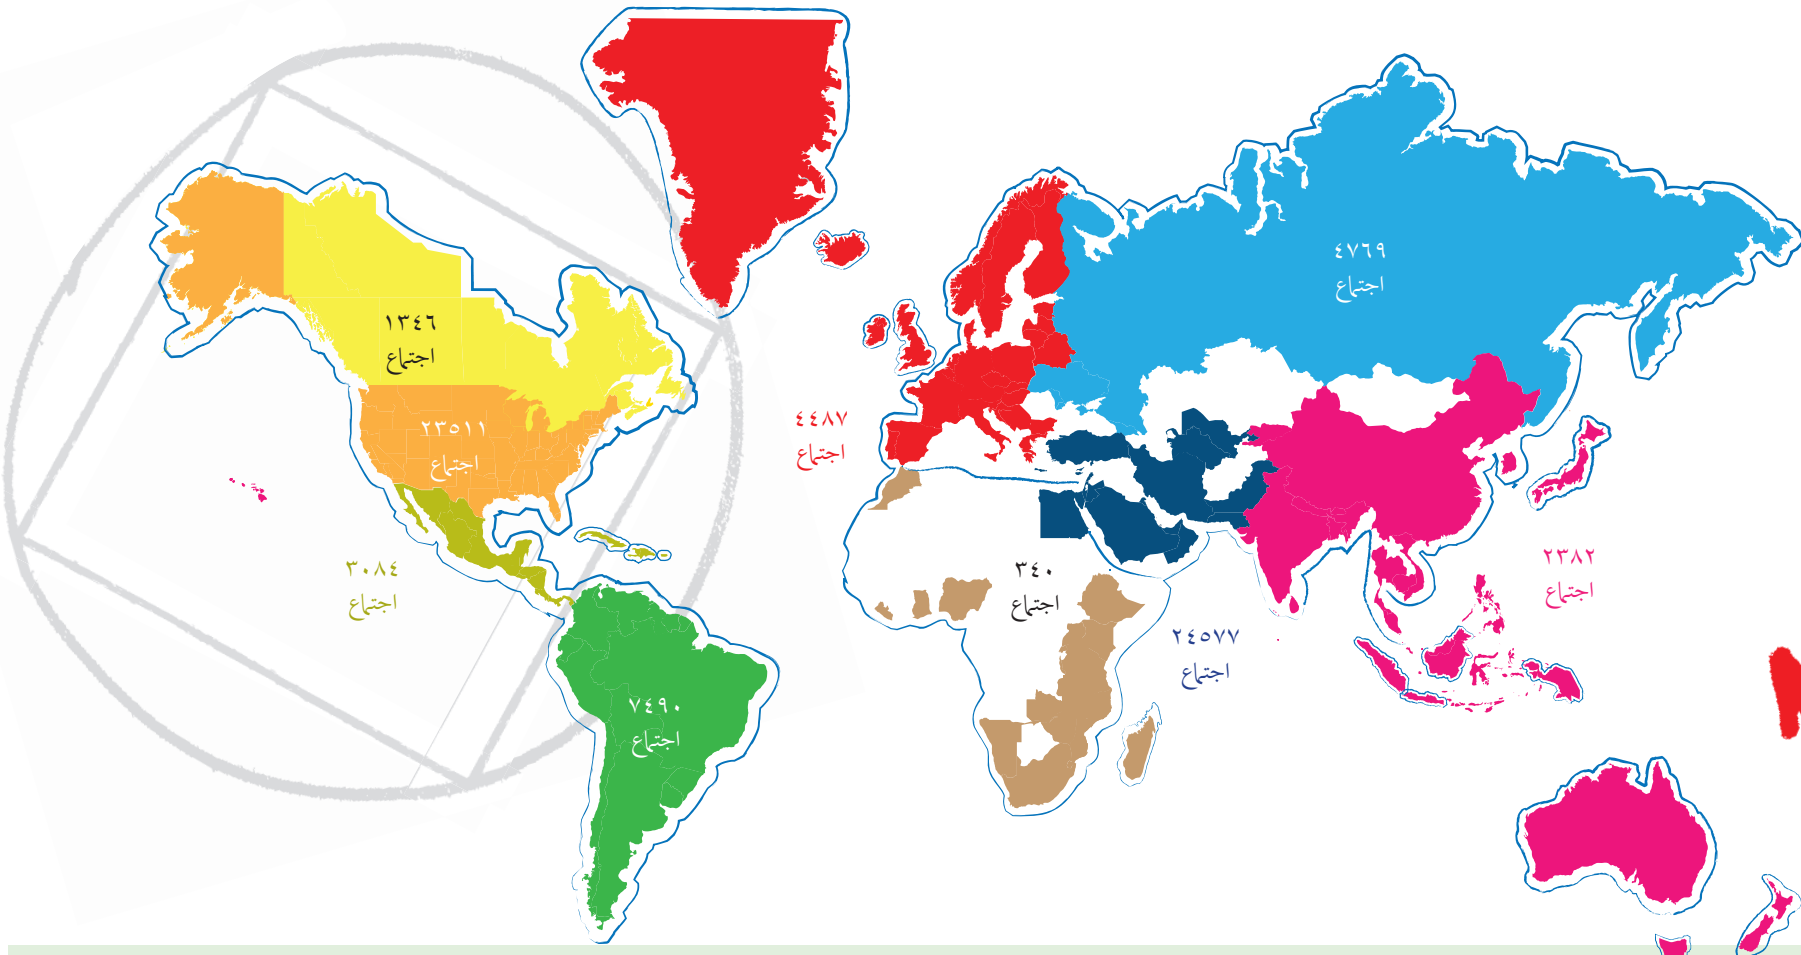 ٤٧٦٩
اجتماع
١٣٤٦
اجتماع
٢٣٥١١
اجتماع
٤٤٨٧
اجتماع
٣٠٨٤
اجتماع
٣٤٠
اجتماع
٢٣٨٢
اجتماع
٢٤٥٧٧
اجتماع
٧٤٩٠
اجتماع